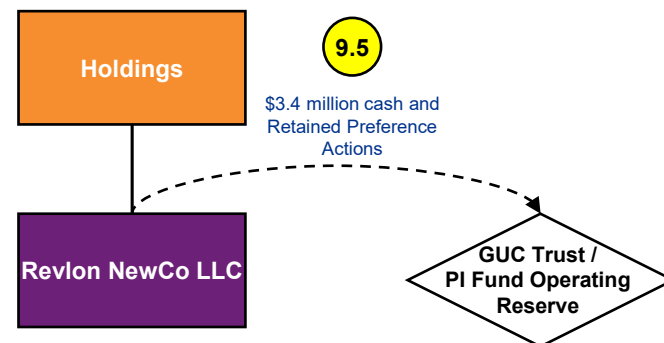 Holdings
9.5
$3.4 million cash and
Retained Preference
Actions
Revlon NewCo LLC
GUC Trust /
PI Fund Operating
Reserve